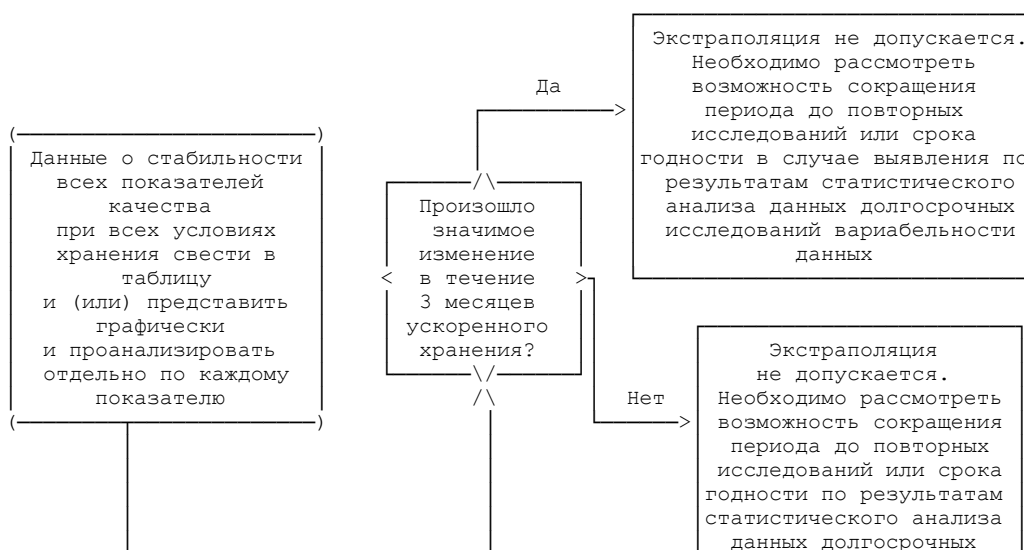 Экстраполяция не допускается.
Необходимо рассмотреть
возможность сокращения
периода до повторных
исследований или срока
годности в случае выявления по
результатам статистического
анализа данных долгосрочных
исследований вариабельности
данных
Да
Данные о стабильности
всех показателей
качества
при всех условиях
хранения свести в
таблицу
и (или) представить
графически
и проанализировать
отдельно по каждому
показателю
Произошло
значимое
изменение
в течение
3 месяцев
ускоренного
хранения?
Нет
Экстраполяция
не допускается.
Необходимо рассмотреть
возможность сокращения
периода до повторных
исследований или срока
годности по результатам
статистического анализа
данных долгосрочных